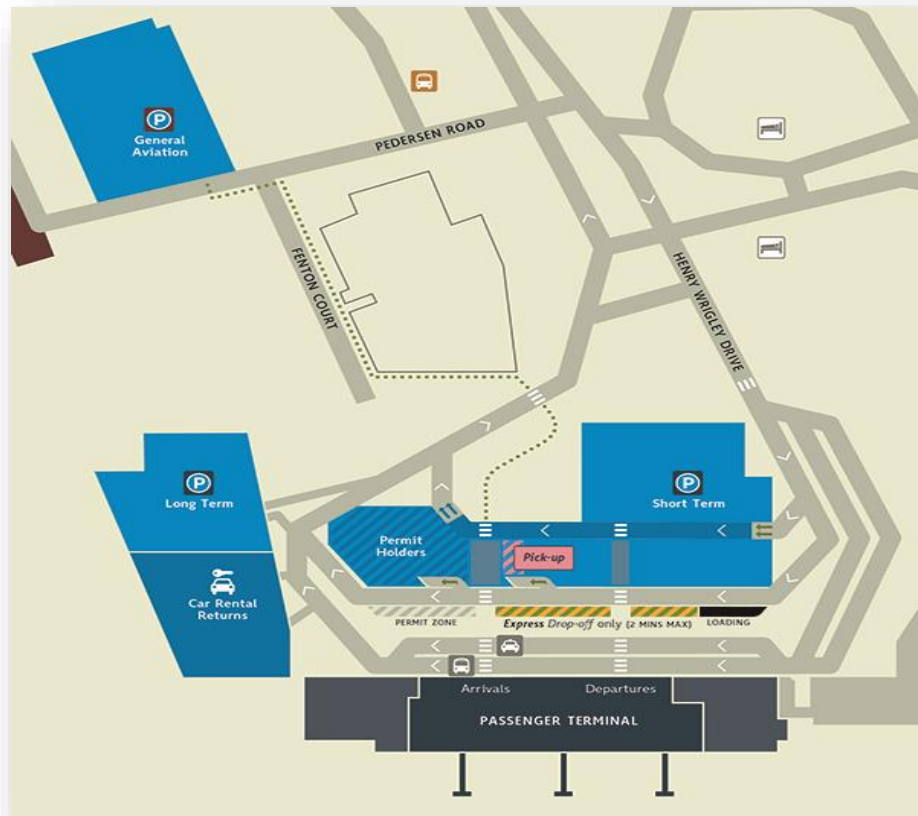 P
General
Aviation
PEDERSEN ROAD
FENTON COURT
HENRY WRIGLEY DRIVE
P
Long Term
P
Short Term
Permit
Holders
Pick-up
Car Rental
Returns
PERMIT ZONE
Express Drop-off only (2 MINS MAX)
LOADING
Arrivals
Departures
PASSENGER TERMINAL